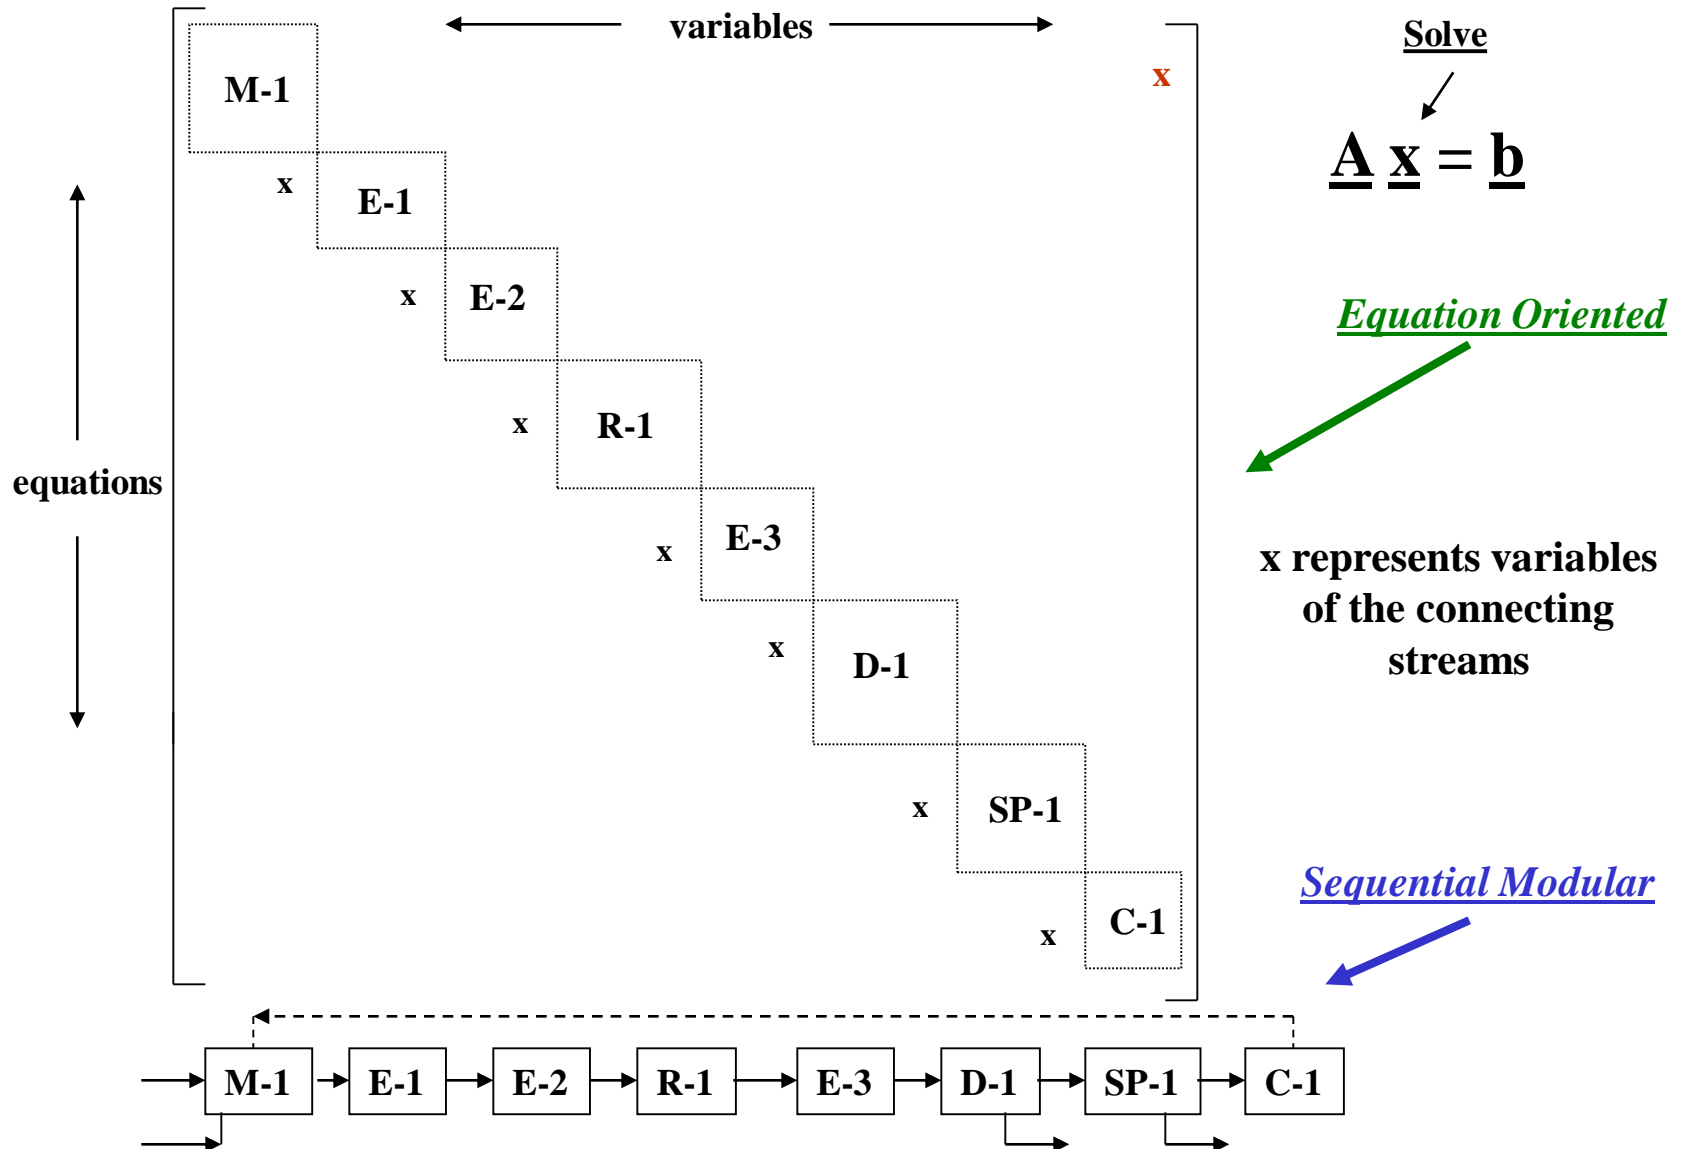 variables
Solve
x
M-1
A x = b
x
E-1
x
E-2
Equation Oriented
x
R-1
equations
x
E-3
x represents variables
of the connecting
streams
x
D-1
x
SP-1
Sequential Modular
x
C-1
M-1 E-1 E-2 R-1 E-3 D-1 SP-1 C-1